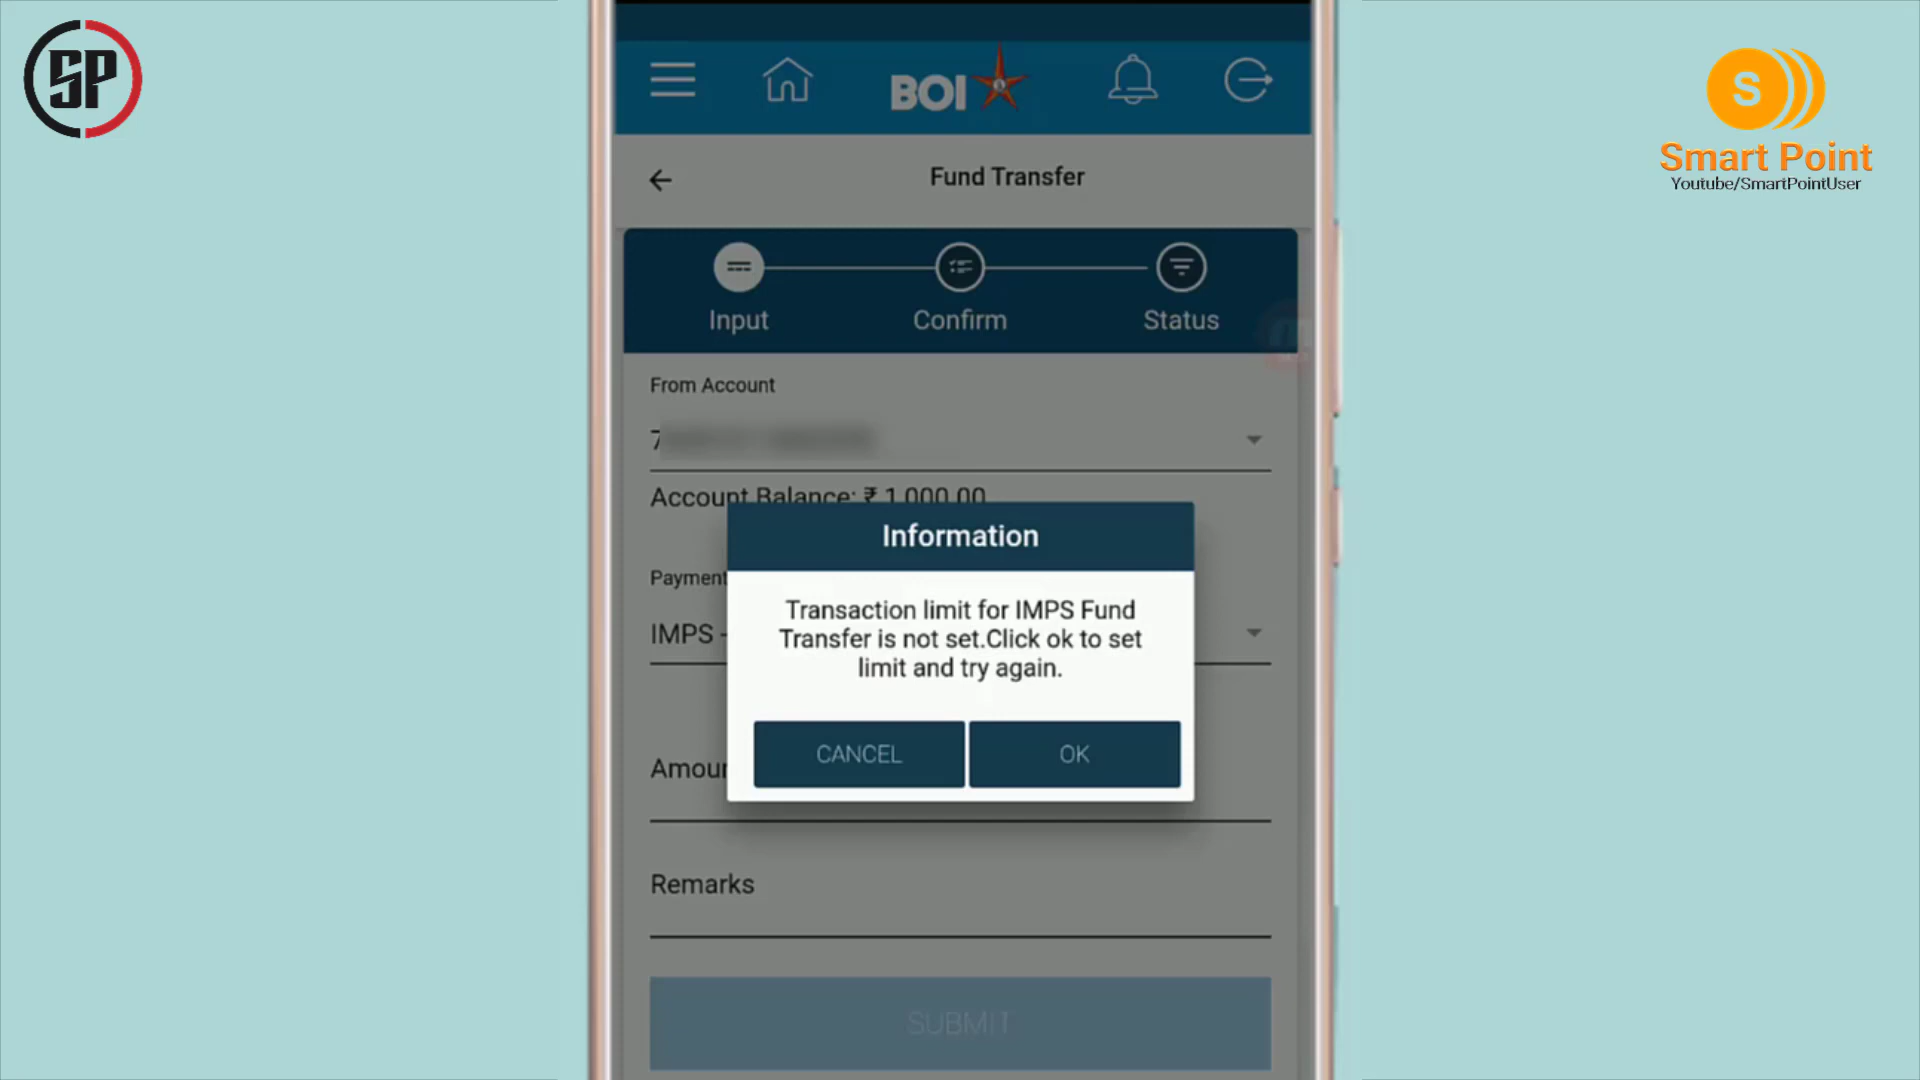 SP
S
Smart Point
Youtube/SmartPointUser
BOI
Fund Transfer
Input
Confirm
Status
From Account
7
Account Balance: ₹ 1,000.00
Payment
IMPS -
Information
Transaction limit for IMPS Fund
Transfer is not set.Click ok to set
limit and try again.
CANCEL
OK
Amoun
Remarks
SUBMIT